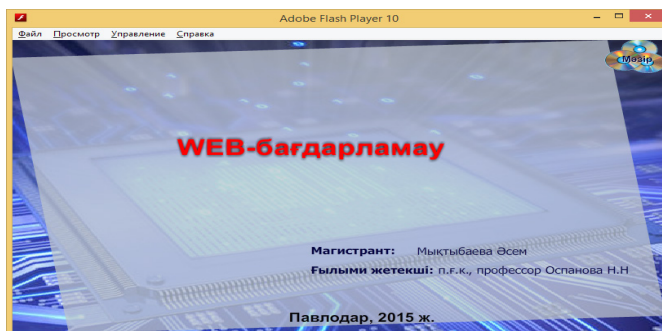 Adobe Flash Player 10
Файл Просмотр Управление Справка
Мәзір
WEB-бағдарламау
Магистрант: Мықтыбаева Әсем
Ғылыми жетекші: п.ғ.к., профессор Оспанова Н.Н
Павлодар, 2015 ж.